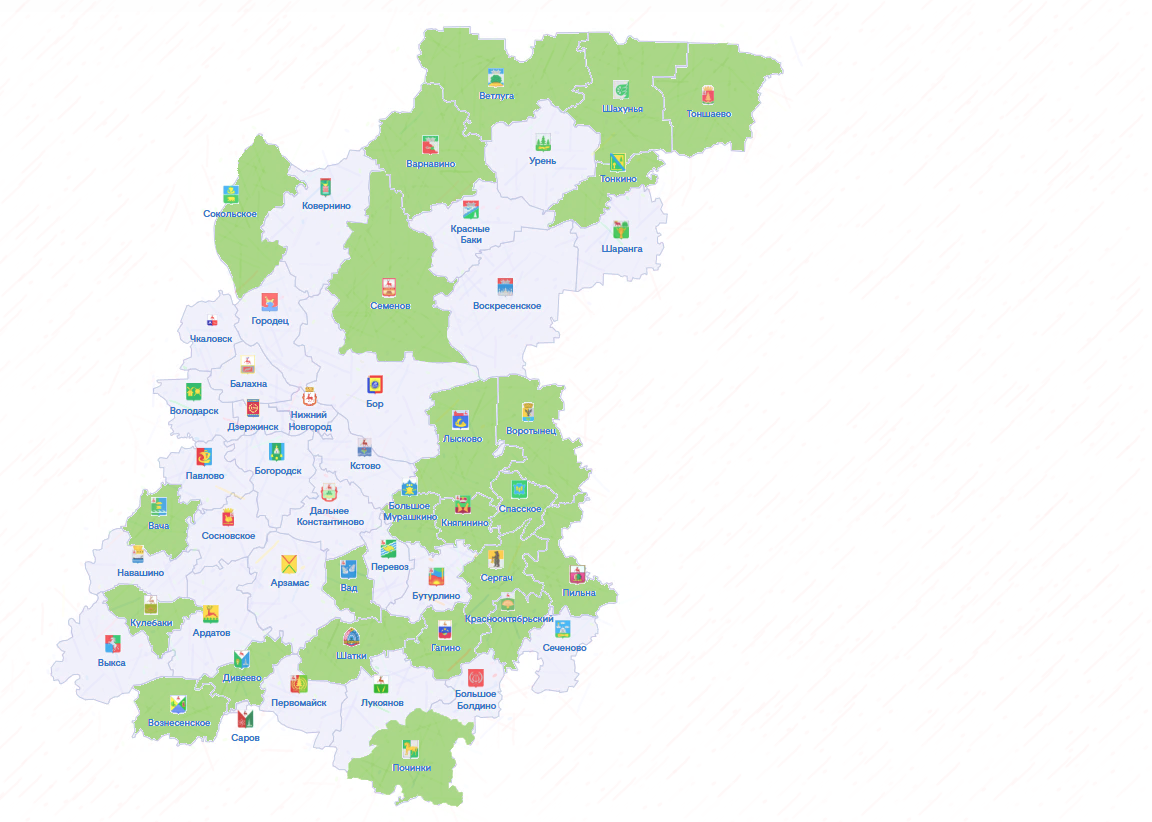 Ветлуга
Шахунья
Тоншаево
Варнавино
Урень
Тонкино
Ковернино
Сокольское
Красные
Баки
Шаранга
Семенов
Воскресенское
Городец
Чкаловск
Балахна
Володарск
Бор
Нижний
Новгород
Дзержинск
Лысково
Воротынец
Павлово
Богородск
Кстово
Большое
Мурашкино
Княгинино
Спасское
Дальнее
Константиново
Вача
Сосновское
Навашино
Арзамас
Перевоз
Вад
Бутурлино
Сергач
Пильна
Краснооктябрьский
Кулебаки
Ардатов
Гагино
Сеченово
Выкса
Шатки
Дивеево
Первомайск
Лукоянов
Большое
Болдино
Вознесенское
Саров
Починки